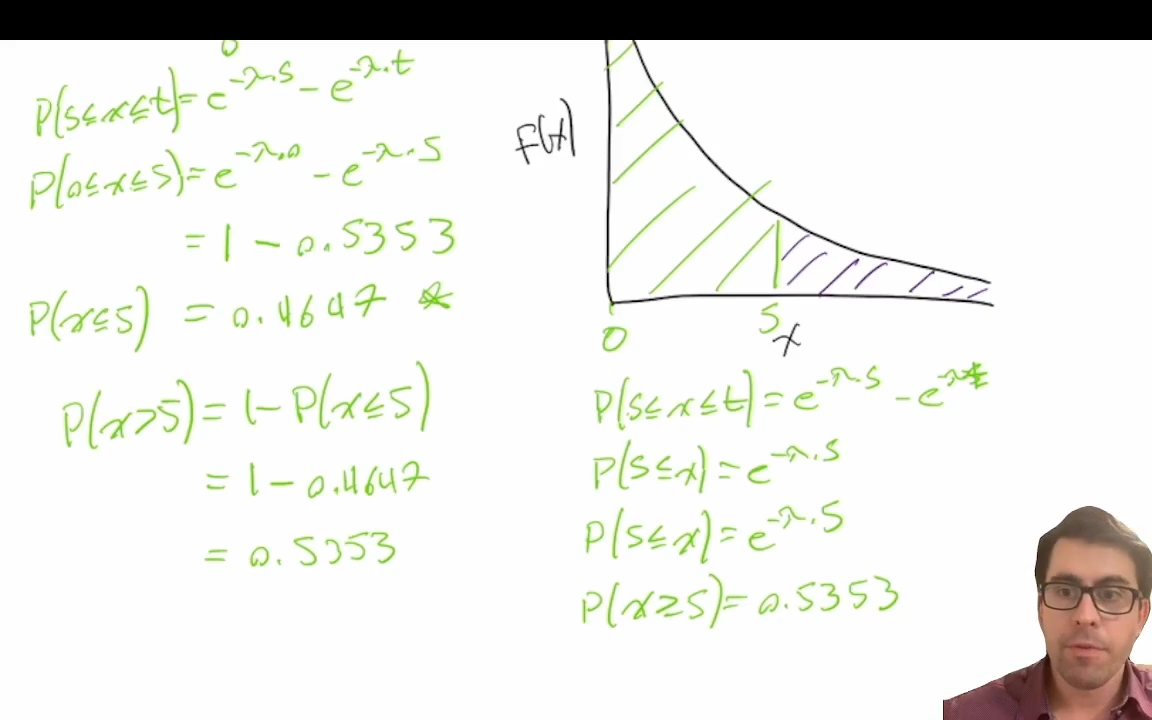 0
P(s≤x≤t)=e^{-λ·s} - e^{-λ·t}
P(0≤x≤5)=e^{-λ·0} - e^{-λ·5}
= 1 - 0.5353
P(x≤5) = 0.4647 *
P(x>5)= 1- P(x≤5)
= 1 - 0.4647
= 0.5353
F(x)
0
5
x
P(s≤x≤t)=e^{-λ·s} - e^{-λ·t}
P(s≤x)=e^{-λ·s}
P(5≤x)=e^{-λ·5}
P(x≥5)= 0.5353